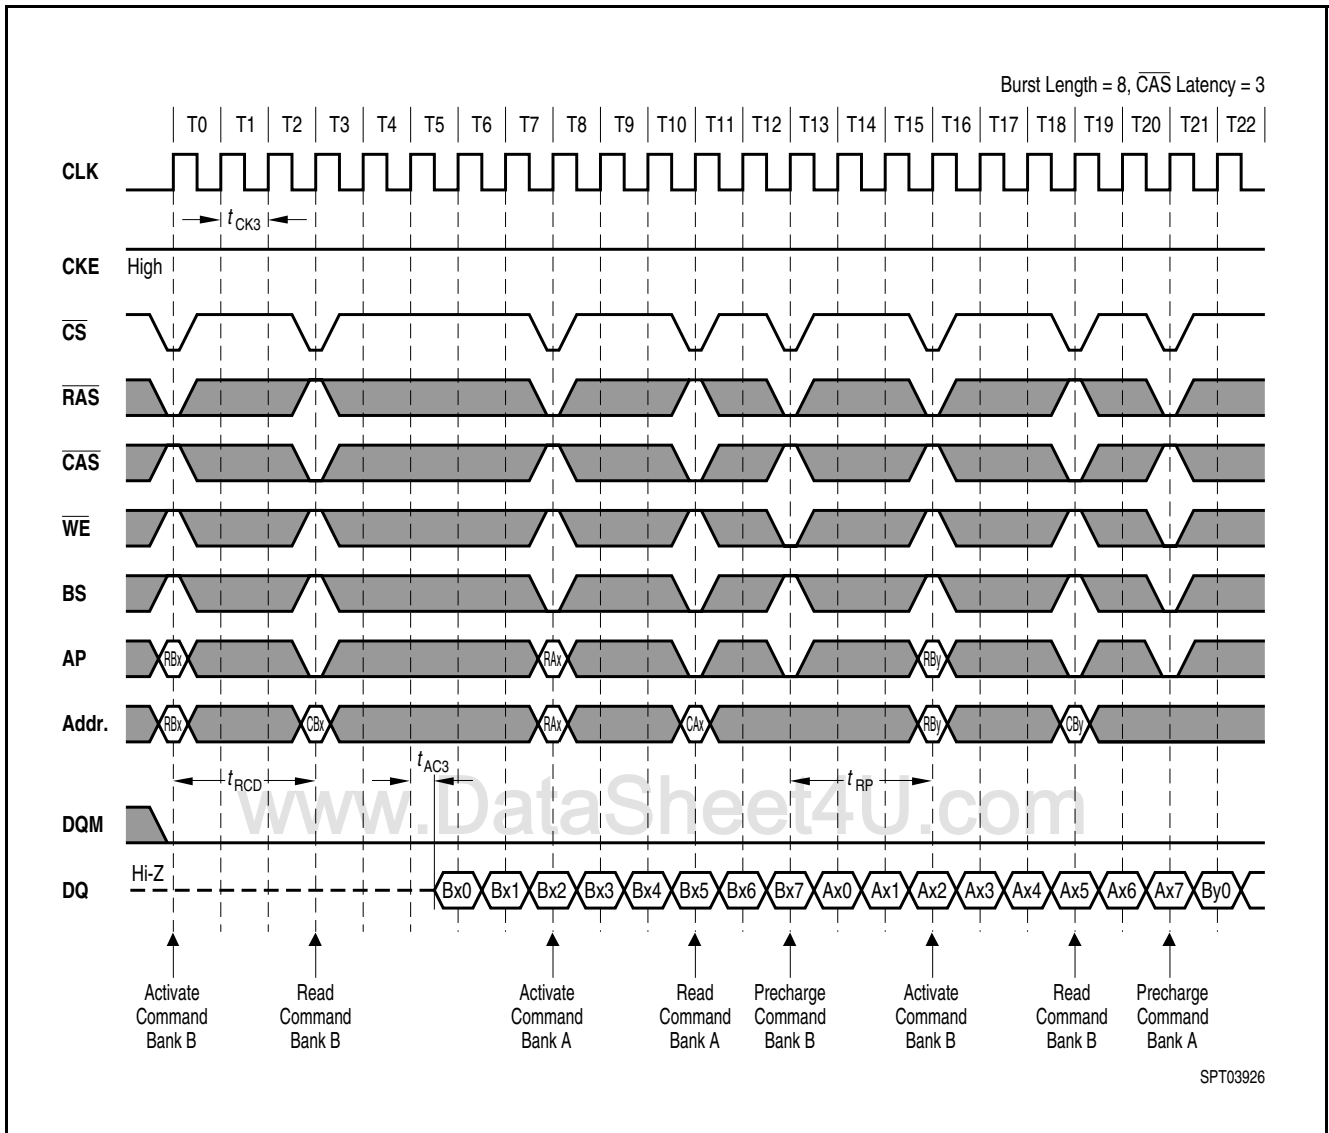 Burst Length = 8, CAS Latency = 3
T0 T1 T2 T3 T4 T5 T6 T7 T8 T9 T10 T11 T12 T13 T14 T15 T16 T17 T18 T19 T20 T21 T22
CLK
t CK3
CKE High
CS
RAS
CAS
WE
BS
AP RBx RAx RBy
Addr. RBx CBx RAx CAx RBy CBy
t RCD t AC3 t RP
www.DataSheet4U.com
DQM
Hi-Z
DQ Bx0 Bx1 Bx2 Bx3 Bx4 Bx5 Bx6 Bx7 Ax0 Ax1 Ax2 Ax3 Ax4 Ax5 Ax6 Ax7 By0
Activate Command Bank B
Read Command Bank B
Activate Command Bank A
Read Command Bank A
Precharge Command Bank B
Activate Command Bank B
Read Command Bank B
Precharge Command Bank A
SPT03926